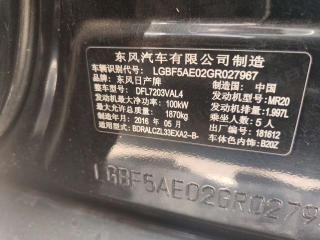 东风汽车有限公司制造
车辆识别代号: LGBF5AE02GR027967
品牌: 东风日产牌 制造国: 中国
整车型号: DFL7203VAL4 发动机型号: MR20
发动机最大净功率: 100kW 发动机排量: 1.997L
最大允许总质量: 1870kg 乘坐人数: 5人
制造年月: 2016 年 05 月 出厂编号: 181612
适用型号: BDRALCZL33EXA2-B- 车体色内饰: B20Z
LGBF5AE02GR0279